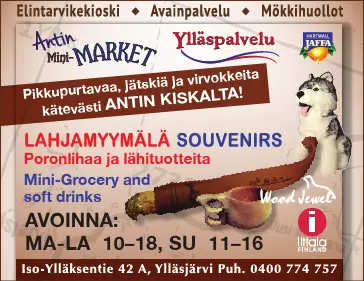 Elintarvikekioski ◆ Avainpalvelu ◆ Mökkihuollot
Antin
Mini-MARKET
Ylläspalvelu
HARTWALL
JAFFA
Pikkupurtavaa, jätskiä ja virvokkeita
kätevästi ANTIN KISKALTA!
LAHJAMYYMÄLÄ SOUVENIRS
Poronlihaa ja lähituotteita
Mini-Grocery and
soft drinks
AVOINNA:
MA-LA 10–18, SU 11–16
Wood Jewel
i
iittala
FINLAND
Iso-Ylläksentie 42 A, Ylläsjärvi Puh. 0400 774 757